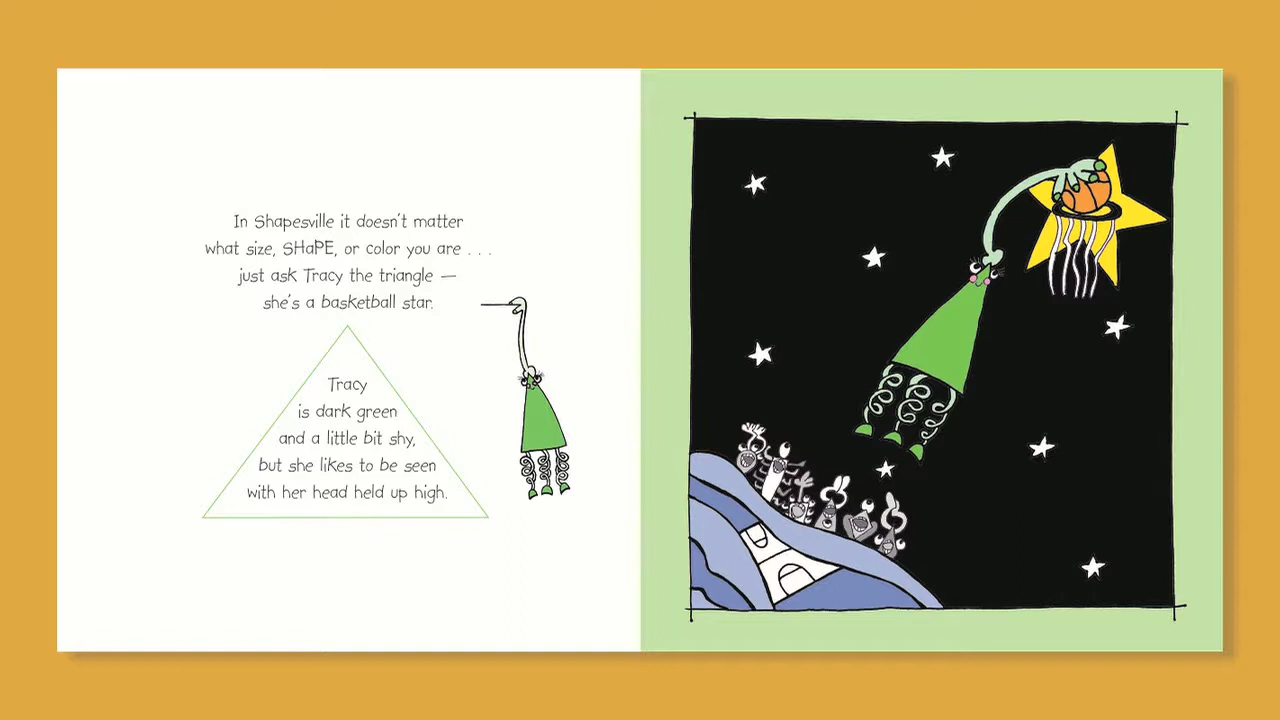 In Shapesville it doesn't matter
what size, SHaPE, or color you are . . .
just ask Tracy the triangle —
she's a basketball star.
Tracy
is dark green
and a little bit shy,
but she likes to be seen
with her head held up high.